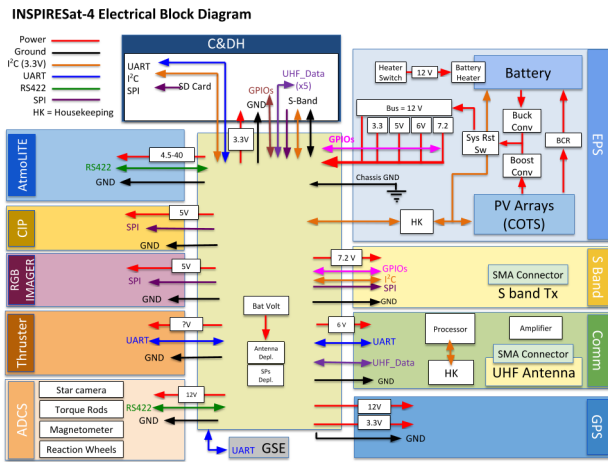 INSPIRESat-4 Electrical Block Diagram
Power
Ground
I²C (3.3V)
UART
RS422
SPI
HK = Housekeeping
C&DH
UART
I²C
SPI
SD Card
GPIOs
GND
UHF_Data
(x5)
S-Band
3.3V
Heater
Switch
12 V
Battery
Heater
Battery
Bus = 12 V
3.3
5V
6V
7.2
GPIOs
Sys Rst
Sw
Buck
Conv
Boost
Conv
BCR
EPS
Chassis GND
HK
PV Arrays
(COTS)
AtmoLITE
4.5-40
RS422
GND
CIP
5V
SPI
GND
RGB
IMAGER
5V
SPI
GND
Thruster
7V
UART
GND
ADCS
Star camera
Torque Rods
Magnetometer
Reaction Wheels
12V
RS422
GND
Bat Volt
Antenna
Depl.
SPs
Depl.
7.2 V
GPIOs
I²C
SPI
GND
SMA Connector
S band Tx
S Band
6 V
UART
UHF_Data
GND
Processor
HK
Amplifier
SMA Connector
UHF Antenna
Comm
12V
3.3V
GND
GPS
UART
GSE